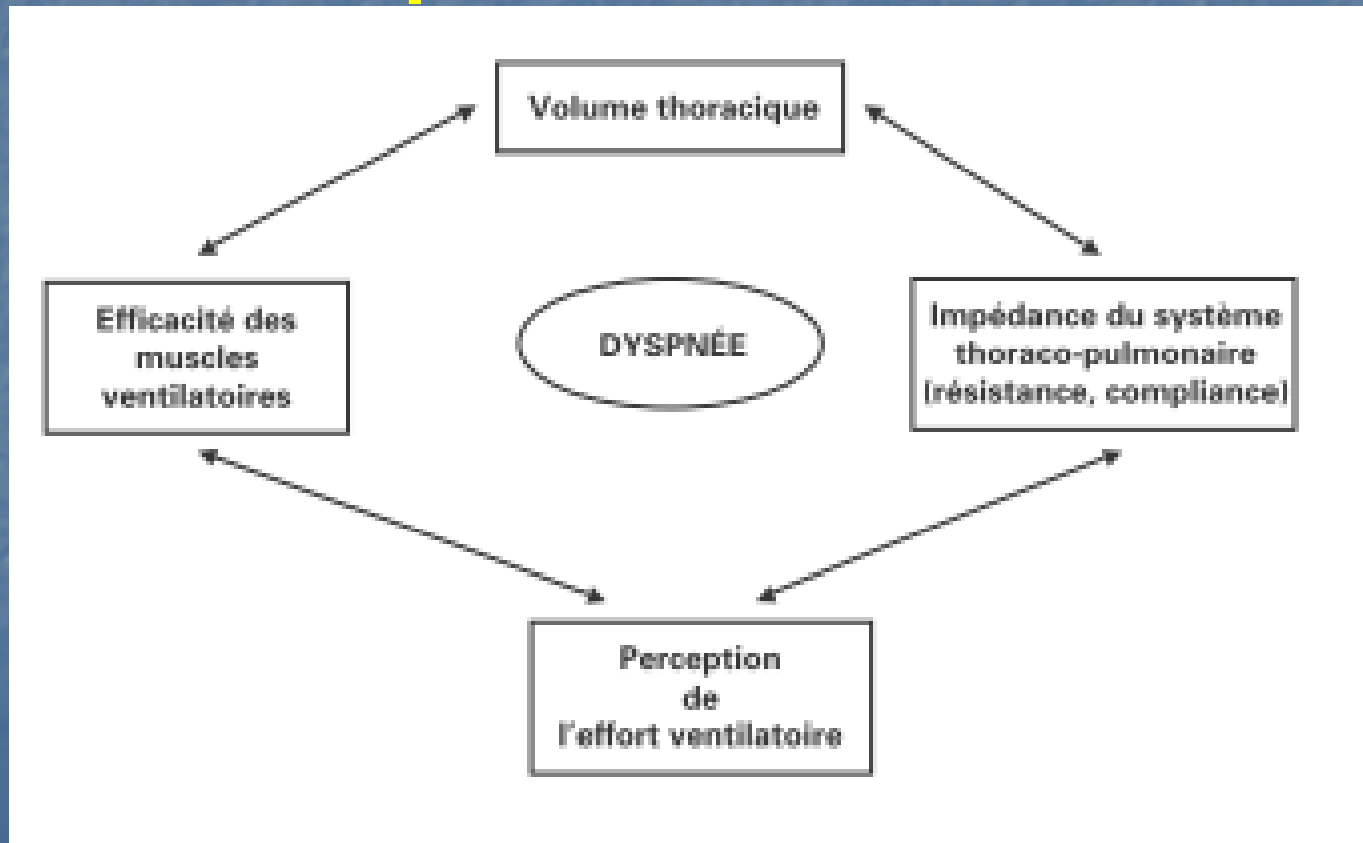 Volume thoracique
Efficacité des
muscles
ventilatoires
DYSPNÉE
Impédance du système
thoraco-pulmonaire
(résistance, compliance)
Perception
de
l'effort ventilatoire